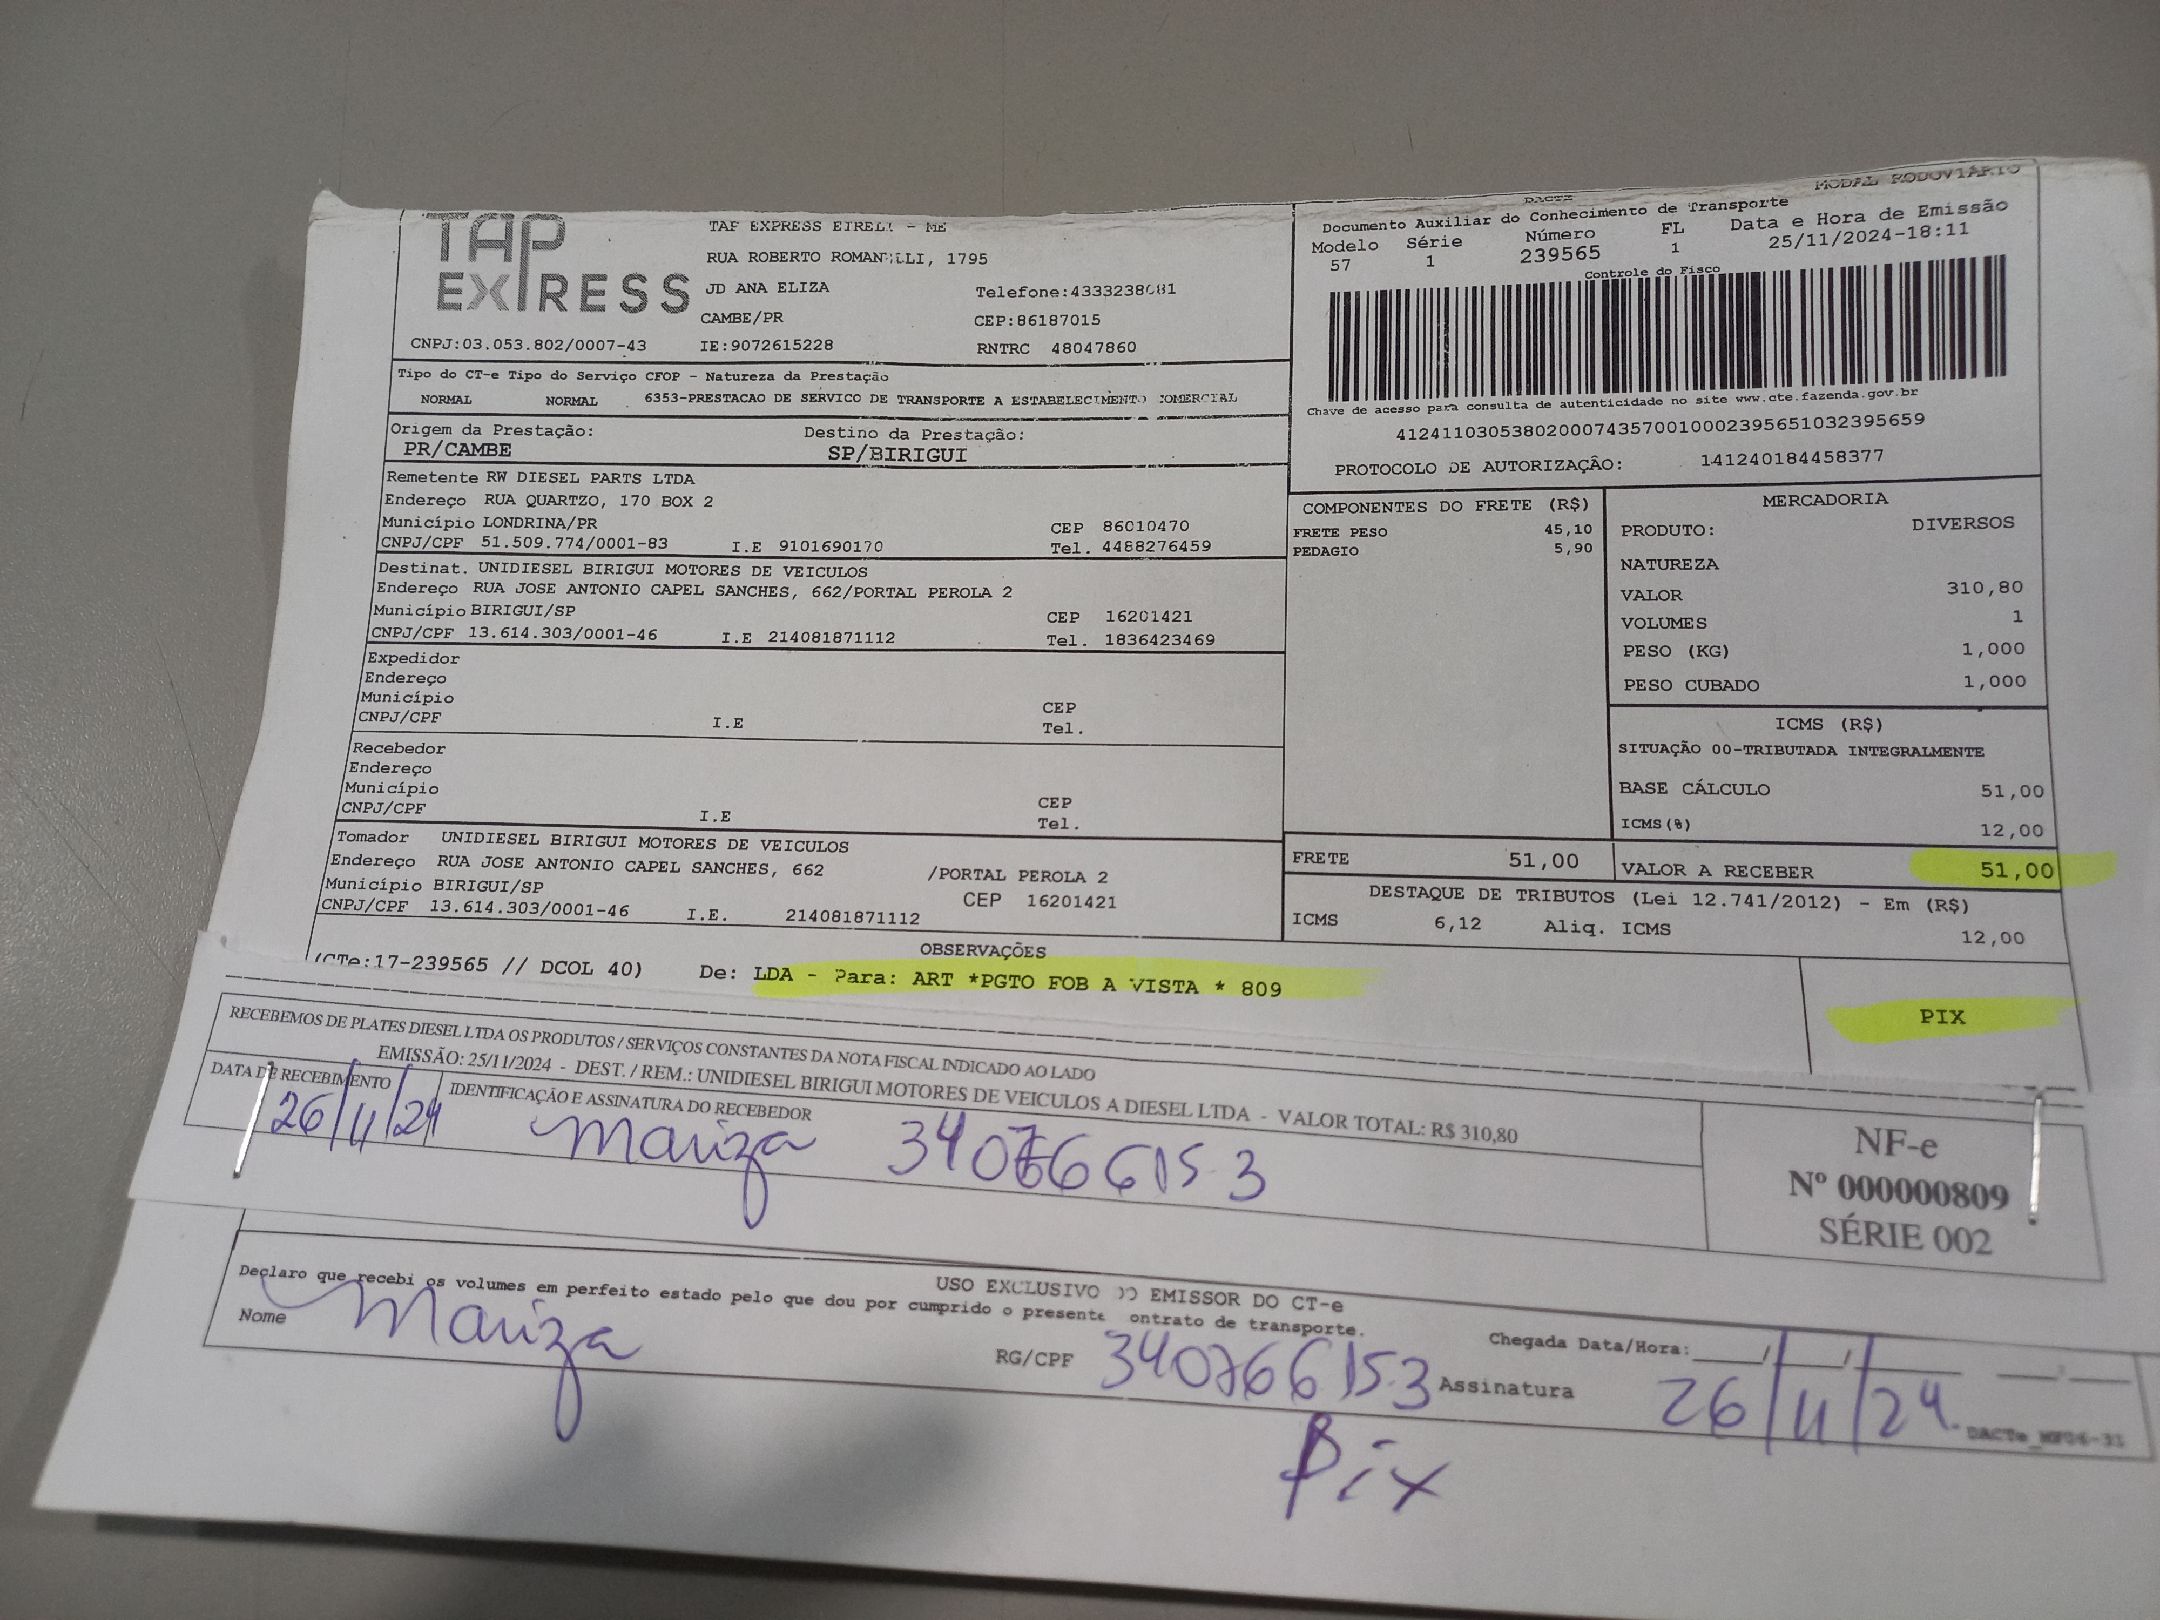 TAP
EXPRESS
TAP EXPRESS EIRELI - ME
RUA ROBERTO ROMANELLI, 1795
JD ANA ELIZA Telefone:4333238081
CAMBE/PR CEP:86187015
CNPJ:03.053.802/0007-43 IE:9072615228 RNTRC 48047860
DACTE MODAL RODOVIÁRIO
Documento Auxiliar do Conhecimento de Transporte
Modelo Série Número FL Data e Hora de Emissão
57 1 239565 1 25/11/2024-18:11
Controle do Fisco
Chave de acesso para consulta de autenticidade no site www.cte.fazenda.gov.br
41241103053802000743570010002395651032395659
PROTOCOLO DE AUTORIZAÇÃO: 141240184458377
Tipo do CT-e Tipo do Serviço CFOP - Natureza da Prestação
NORMAL NORMAL 6353-PRESTACAO DE SERVICO DE TRANSPORTE A ESTABELECIMENTO COMERCIAL
Origem da Prestação: Destino da Prestação:
PR/CAMBE SP/BIRIGUI
Remetente RW DIESEL PARTS LTDA
Endereço RUA QUARTZO, 170 BOX 2
Município LONDRINA/PR CEP 86010470
CNPJ/CPF 51.509.774/0001-83 I.E 9101690170 Tel. 4488276459
Destinat. UNIDIESEL BIRIGUI MOTORES DE VEICULOS
Endereço RUA JOSE ANTONIO CAPEL SANCHES, 662/PORTAL PEROLA 2
Município BIRIGUI/SP CEP 16201421
CNPJ/CPF 13.614.303/0001-46 I.E 214081871112 Tel. 1836423469
Expedidor
Endereço
Município CEP
CNPJ/CPF I.E Tel.
Recebedor
Endereço
Município CEP
CNPJ/CPF I.E Tel.
Tomador UNIDIESEL BIRIGUI MOTORES DE VEICULOS
Endereço RUA JOSE ANTONIO CAPEL SANCHES, 662 /PORTAL PEROLA 2
Município BIRIGUI/SP CEP 16201421
CNPJ/CPF 13.614.303/0001-46 I.E. 214081871112
COMPONENTES DO FRETE (R$)
FRETE PESO 45,10
PEDAGIO 5,90
MERCADORIA
PRODUTO: DIVERSOS
NATUREZA
VALOR 310,80
VOLUMES 1
PESO (KG) 1,000
PESO CUBADO 1,000
ICMS (R$)
SITUAÇÃO 00-TRIBUTADA INTEGRALMENTE
BASE CÁLCULO 51,00
ICMS(%) 12,00
FRETE 51,00 VALOR A RECEBER 51,00
DESTAQUE DE TRIBUTOS (Lei 12.741/2012) - Em (R$)
ICMS 6,12 Aliq. ICMS 12,00
OBSERVAÇÕES
(CTe:17-239565 // DCOL 40) De: LDA - Para: ART *PGTO FOB A VISTA * 809
PIX
RECEBEMOS DE PLATES DIESEL LTDA OS PRODUTOS / SERVIÇOS CONSTANTES DA NOTA FISCAL INDICADO AO LADO
EMISSÃO: 25/11/2024 - DEST. / REM.: UNIDIESEL BIRIGUI MOTORES DE VEICULOS A DIESEL LTDA - VALOR TOTAL: R$ 310,80
DATA DE RECEBIMENTO IDENTIFICAÇÃO E ASSINATURA DO RECEBEDOR
26/11/24 Mariza 340766153
NF-e
Nº 000000809
SÉRIE 002
USO EXCLUSIVO DO EMISSOR DO CT-e
Declaro que recebi os volumes em perfeito estado pelo que dou por cumprido o presente contrato de transporte.
Nome Mariza RG/CPF 340766153 Assinatura
Chegada Data/Hora:____/____/____ ___:___
26/11/24
Pix